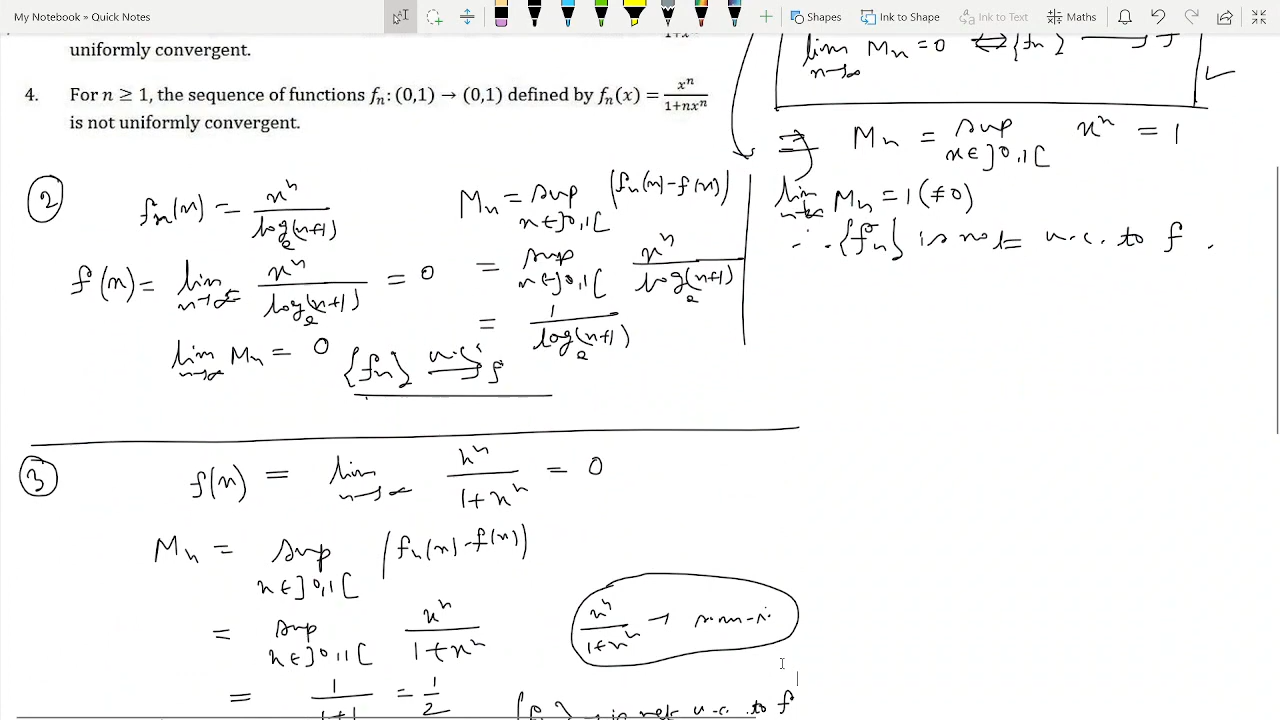 My Notebook » Quick Notes
Shapes Ink to Shape Ink to Text Maths
uniformly convergent.
4. For n ≥ 1, the sequence of functions fₙ: (0,1) → (0,1) defined by fₙ(x) = xⁿ/(1+nxⁿ)
is not uniformly convergent.
② fₙ(x) = xⁿ/logₑ(n+1)
f(x) = lim n→∞ xⁿ/logₑ(n+1) = 0
lim n→∞ Mₙ = 0 {fₙ} u.c. → f
Mₙ = sup x∈]0,1[ |fₙ(x) - f(x)|
= sup x∈]0,1[ xⁿ/logₑ(n+1)
= 1/logₑ(n+1)
lim n→∞ Mₙ = 0 ⇔ {fₙ} → f
⇒ Mₙ = sup x∈]0,1[ xⁿ = 1
lim n→∞ Mₙ = 1 (≠0)
∴ {fₙ} is not u.c. to f.
③ f(x) = lim n→∞ xⁿ/(1+xⁿ) = 0
Mₙ = sup x∈]0,1[ |fₙ(x) - f(x)|
= sup x∈]0,1[ xⁿ/(1+xⁿ)
xⁿ/(1+xⁿ) →
= 1/(1+1) = 1/2
{fₙ} is not u.c. to f